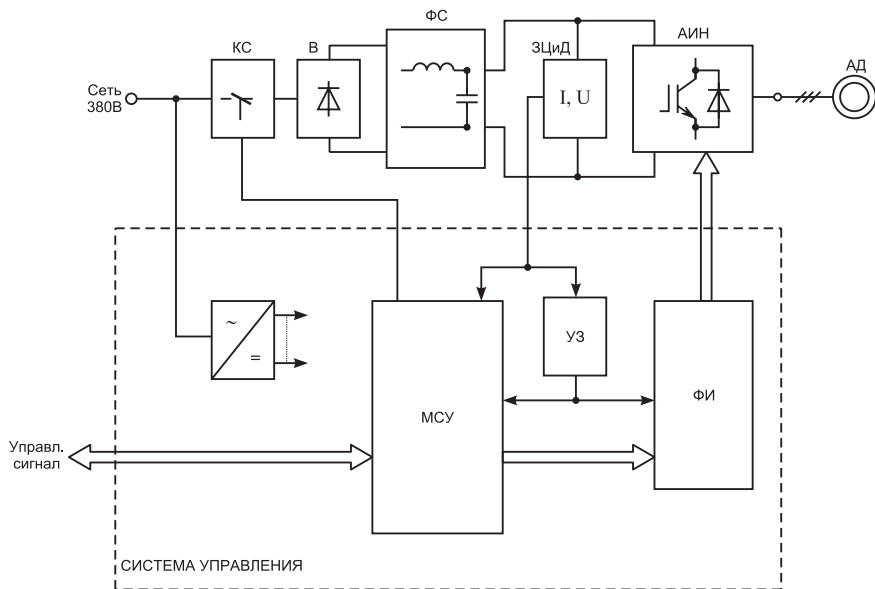 ФС
КС
В
ЗЦиД
АИН
АД
Сеть
380В
I, U
~
=
УЗ
МСУ
ФИ
Управл.
сигнал
СИСТЕМА УПРАВЛЕНИЯ